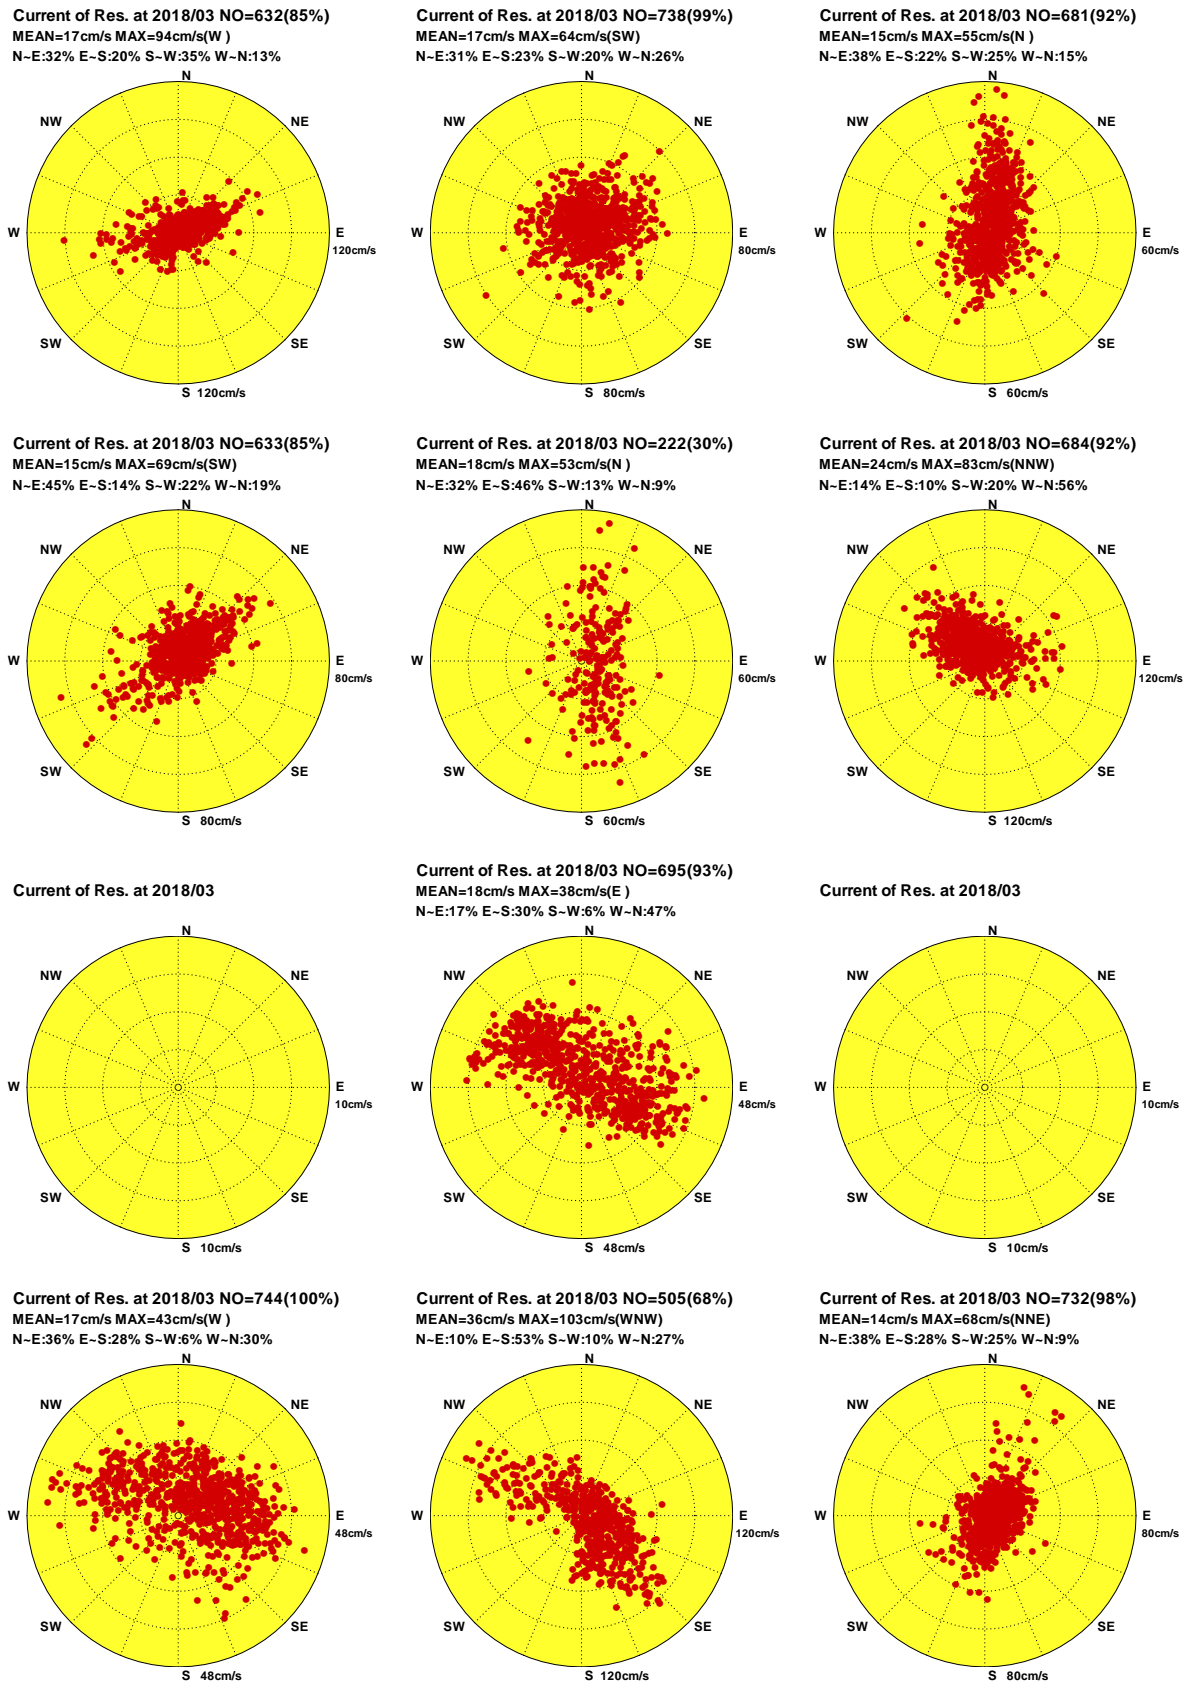 Current of Res. at 2018/03 NO=632(85%)
MEAN=17cm/s MAX=94cm/s(W )
N~E:32% E~S:20% S~W:35% W~N:13%
N
NW
NE
W
E
120cm/s
SW
SE
S 120cm/s
Current of Res. at 2018/03 NO=738(99%)
MEAN=17cm/s MAX=64cm/s(SW)
N~E:31% E~S:23% S~W:20% W~N:26%
N
NW
NE
W
E
80cm/s
SW
SE
S 80cm/s
Current of Res. at 2018/03 NO=681(92%)
MEAN=15cm/s MAX=55cm/s(N )
N~E:38% E~S:22% S~W:25% W~N:15%
N
NW
NE
W
E
60cm/s
SW
SE
S 60cm/s
Current of Res. at 2018/03 NO=633(85%)
MEAN=15cm/s MAX=69cm/s(SW)
N~E:45% E~S:14% S~W:22% W~N:19%
N
NW
NE
W
E
80cm/s
SW
SE
S 80cm/s
Current of Res. at 2018/03 NO=222(30%)
MEAN=18cm/s MAX=53cm/s(N )
N~E:32% E~S:46% S~W:13% W~N:9%
N
NW
NE
W
E
60cm/s
SW
SE
S 60cm/s
Current of Res. at 2018/03 NO=684(92%)
MEAN=24cm/s MAX=83cm/s(NNW)
N~E:14% E~S:10% S~W:20% W~N:56%
N
NW
NE
W
E
120cm/s
SW
SE
S 120cm/s
Current of Res. at 2018/03
N
NW
NE
W
E
10cm/s
SW
SE
S 10cm/s
Current of Res. at 2018/03 NO=695(93%)
MEAN=18cm/s MAX=38cm/s(E )
N~E:17% E~S:30% S~W:6% W~N:47%
N
NW
NE
W
E
48cm/s
SW
SE
S 48cm/s
Current of Res. at 2018/03
N
NW
NE
W
E
10cm/s
SW
SE
S 10cm/s
Current of Res. at 2018/03 NO=744(100%)
MEAN=17cm/s MAX=43cm/s(W )
N~E:36% E~S:28% S~W:6% W~N:30%
N
NW
NE
W
E
48cm/s
SW
SE
S 48cm/s
Current of Res. at 2018/03 NO=505(68%)
MEAN=36cm/s MAX=103cm/s(WNW)
N~E:10% E~S:53% S~W:10% W~N:27%
N
NW
NE
W
E
120cm/s
SW
SE
S 120cm/s
Current of Res. at 2018/03 NO=732(98%)
MEAN=14cm/s MAX=68cm/s(NNE)
N~E:38% E~S:28% S~W:25% W~N:9%
N
NW
NE
W
E
80cm/s
SW
SE
S 80cm/s